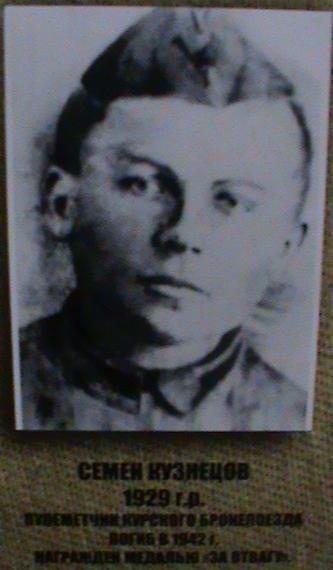 СЕМЕН КУЗНЕЦОВ
1929 г.р.
ПУЛЕМЕТЧИК КУРСКОГО БРОНЕПОЕЗДА
ПОГИБ В 1942 г.
НАГРАЖДЕН МЕДАЛЬЮ «ЗА ОТВАГУ».